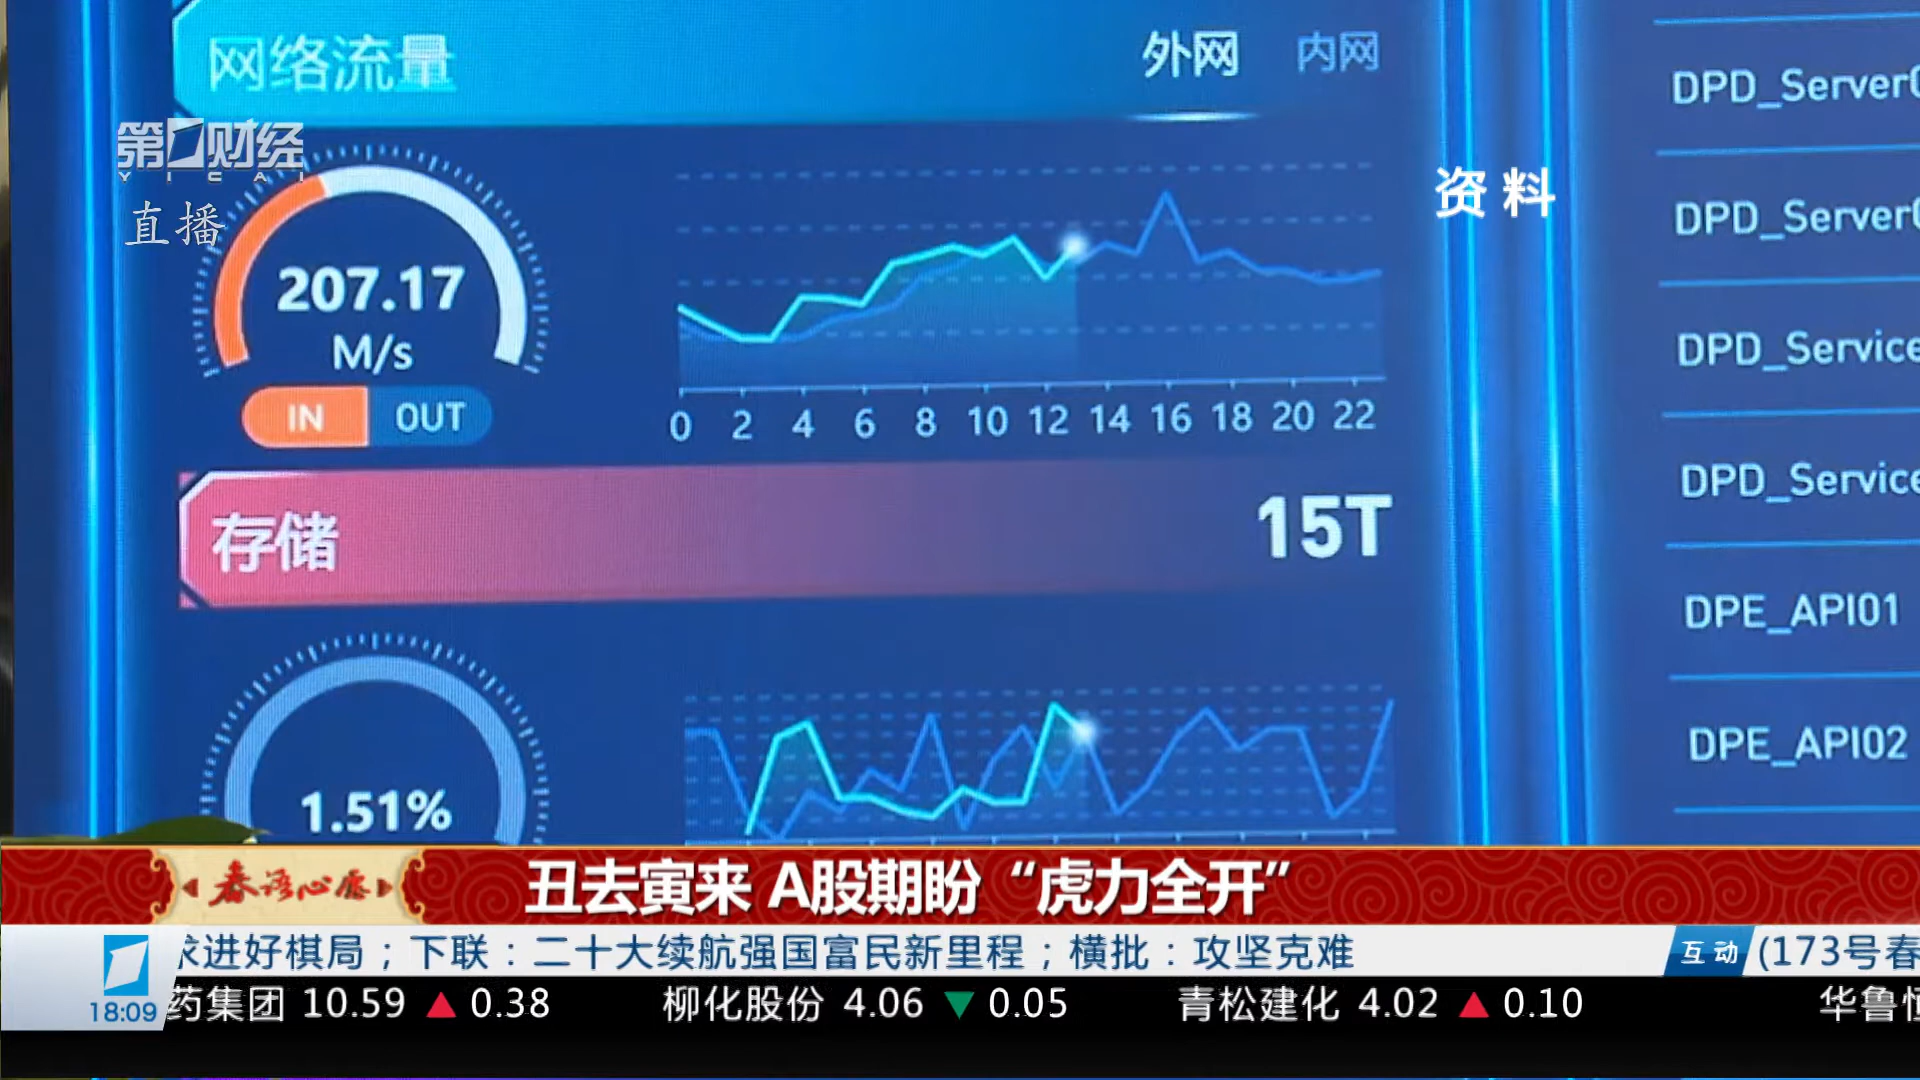 网络流量
外网 内网
DPD_Server
第一财经
YICAI
直播
资料
DPD_Server
207.17
M/s
IN OUT
0 2 4 6 8 10 12 14 16 18 20 22
DPD_Service
存储
15T
DPD_Service
DPE_API01
DPE_API02
1.51%
春语心愿
丑去寅来 A股期盼“虎力全开”
求进好棋局；下联：二十大续航强国富民新里程；横批：攻坚克难
互动
(173号春
18:09
药集团 10.59 ▲ 0.38 柳化股份 4.06 ▼ 0.05 青松建化 4.02 ▲ 0.10 华鲁恒